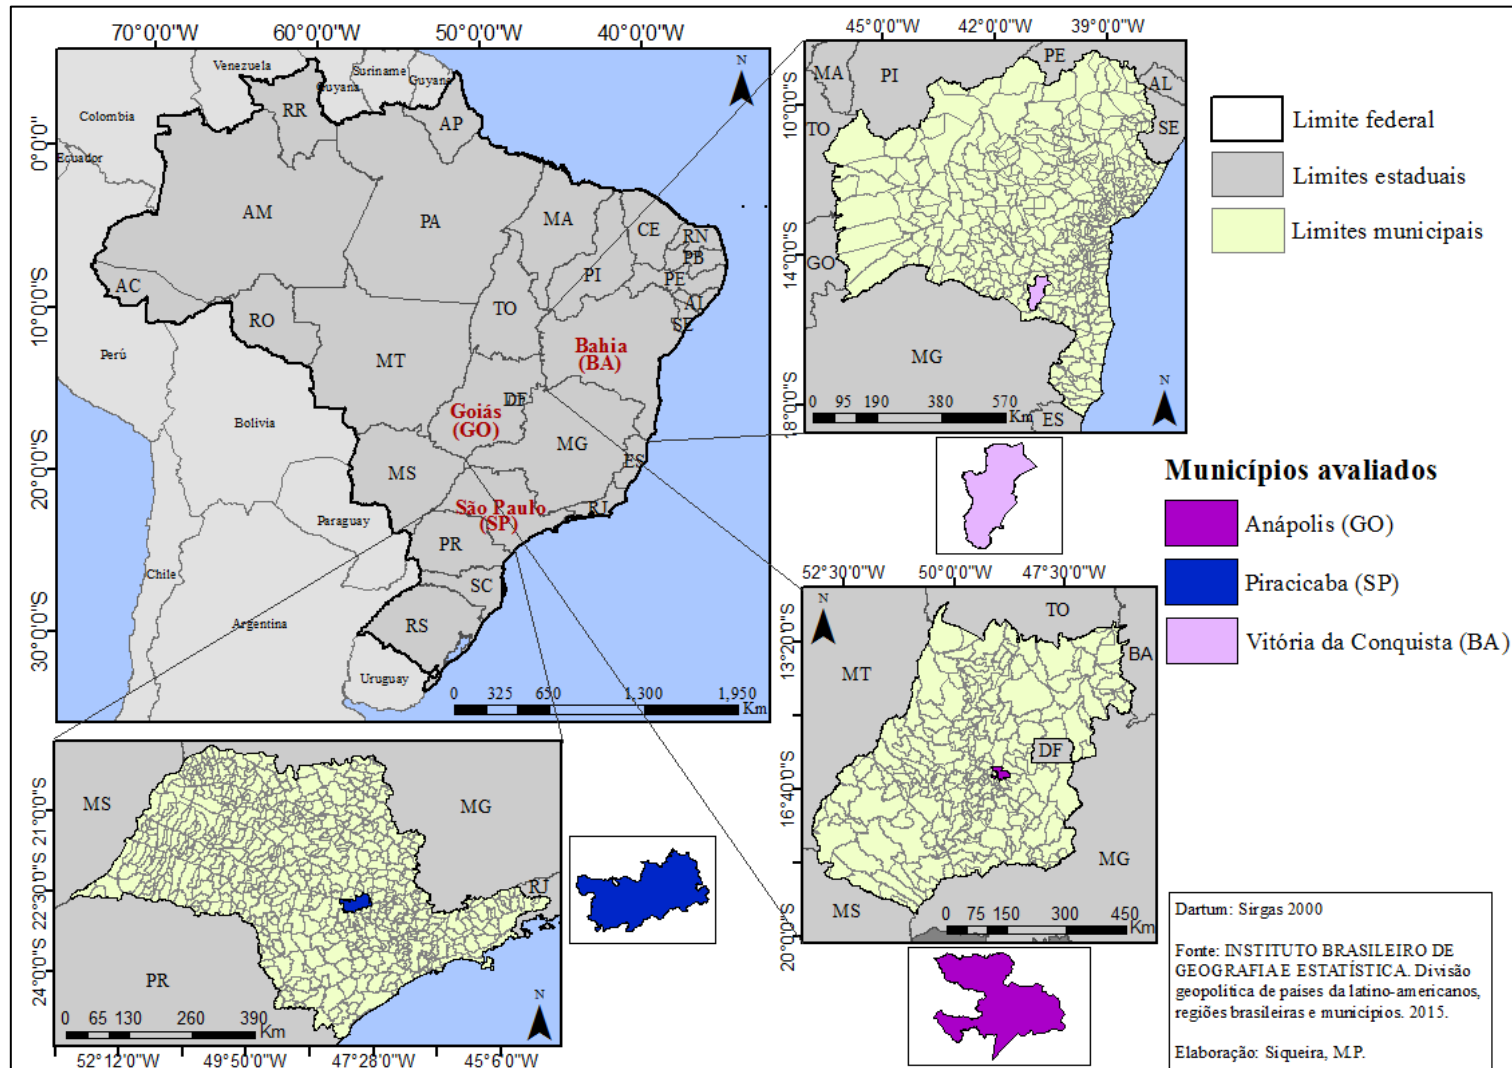 70°0'0"W
60°0'0"W
50°0'0"W
40°0'0"W
0°0'0"
10°0'0"S
20°0'0"S
30°0'0"S
Venezuela
Suriname
Guyana
Guyana
Colombia
Ecuador
Perú
Bolivia
Paraguay
Chile
Argentina
Uruguay
N
RR
AP
AM
PA
MA
CE
RN
PB
PE
AL
SE
PI
AC
RO
TO
MT
Bahia
(BA)
DF
Goiás
(GO)
MG
ES
MS
São Paulo
(SP)
RJ
PR
SC
RS
0 325 650 1,300 1,950
Km
45°0'0"W
42°0'0"W
39°0'0"W
10°0'0"S
14°0'0"S
18°0'0"S
MA
PI
PE
AL
SE
TO
GO
MG
ES
N
0 95 190 380 570
Km
Limite federal
Limites estaduais
Limites municipais
Municípios avaliados
Anápolis (GO)
Piracicaba (SP)
Vitória da Conquista (BA)
52°30'0"W
50°0'0"W
47°30'0"W
13°20'0"S
16°40'0"S
20°0'0"S
N
TO
MT
BA
DF
MG
MS
0 75 150 300 450
Km
21°0'0"S
22°30'0"S
24°0'0"S
MS
MG
RJ
PR
N
0 65 130 260 390
Km
52°12'0"W
49°50'0"W
47°28'0"W
45°6'0"W
Dartum: Sirgas 2000
Fonte: INSTITUTO BRASILEIRO DE
GEOGRAFIA E ESTATÍSTICA. Divisão
geopolítica de países da latino-americanos,
regiões brasileiras e municípios. 2015.
Elaboração: Siqueira, M.P.